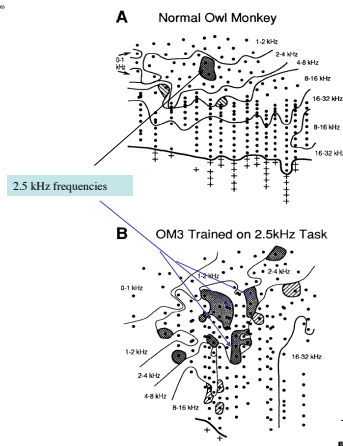 A Normal Owl Monkey
1-2 kHz
0-1
kHz
2-4 kHz
4-8 kHz
8-16 kHz
16-32 kHz
8-16 kHz
16-32 kHz
2.5 kHz frequencies
B OM3 Trained on 2.5kHz Task
1-2 kHz
2-4 kHz
0-1 kHz
1-2 kHz
16-32 kHz
2-4 kHz
4-8 kHz
8-16 kHz